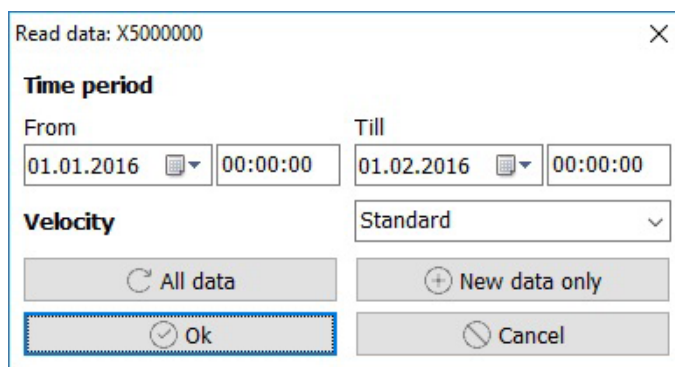 Read data: X5000000
Time period
From Till
01.01.2016 00:00:00 01.02.2016 00:00:00
Velocity Standard
All data New data only
Ok Cancel